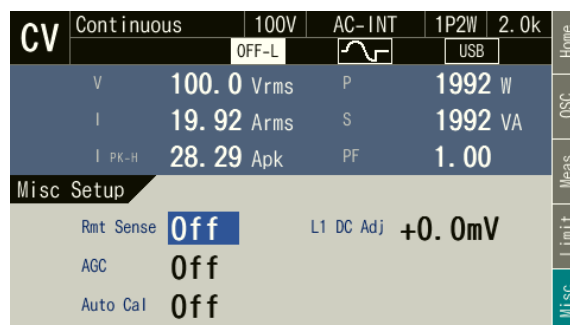 CV Continuous 100V AC-INT 1P2W 2.0k
OFF-L USB
V 100.0 Vrms P 1992 W
I 19.92 Arms S 1992 VA
I PK-H 28.29 Apk PF 1.00
Misc Setup
Rmt Sense Off L1 DC Adj +0.0mV
AGC Off
Auto Cal Off
Home
OSC
Meas
Limit
Misc